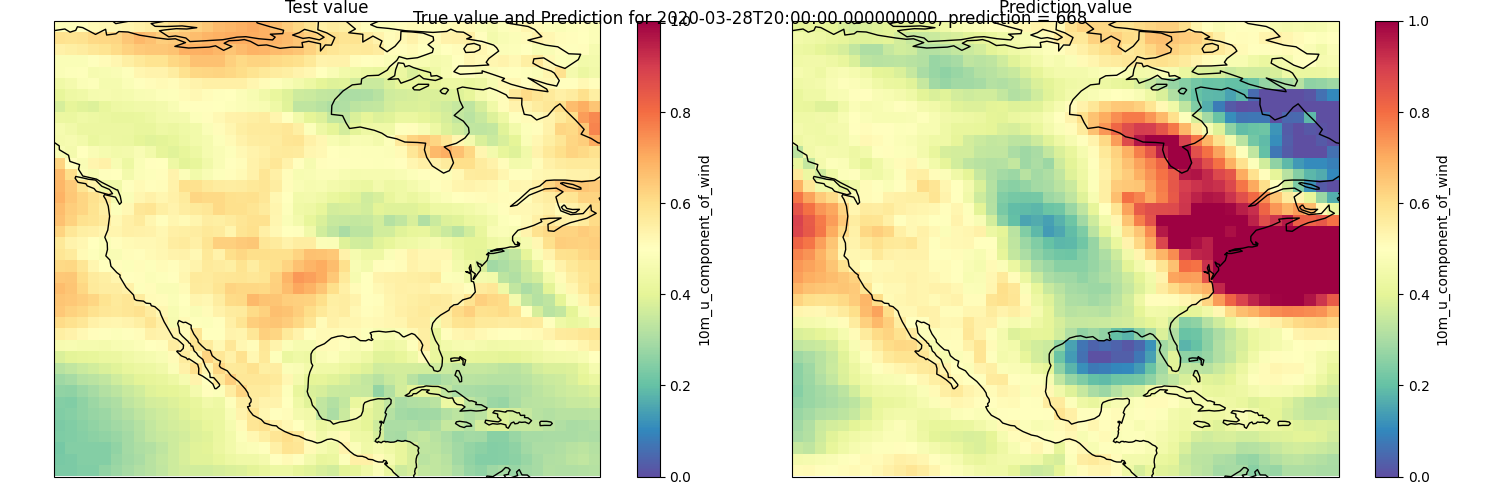 Test value
Prediction value
True value and Prediction for 2020-03-28T20:00:00.000000000, prediction = 668
1.0
0.8
0.6
0.4
0.2
0.0
10m_u_component_of_wind
1.0
0.8
0.6
0.4
0.2
0.0
10m_u_component_of_wind